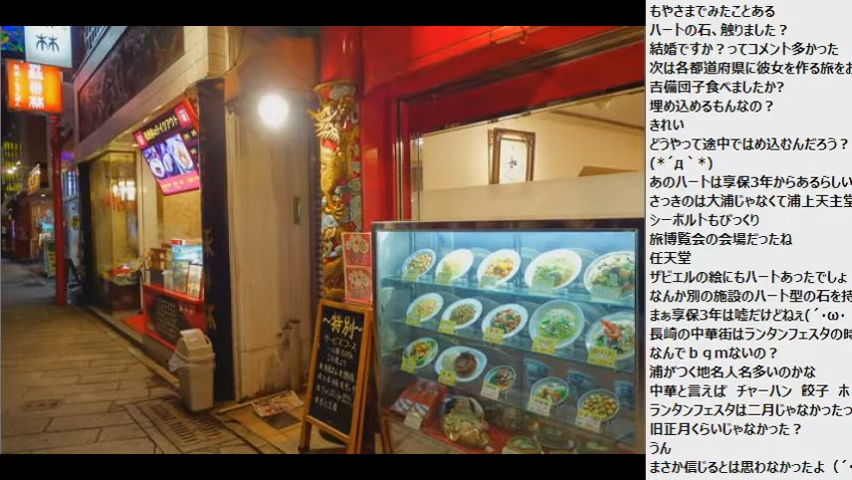 林
蘇州林
〜特別〜
サービスコース
もやさまでみたことある
ハートの石、触りました？
結婚ですか？ってコメント多かった
次は各都道府県に彼女を作る旅をお
吉備団子食べましたか?
埋め込めるもんなの？
きれい
どうやって途中ではめ込むんだろう？
(*´д｀*)
あのハートは享保3年からあるらしい
さっきのは大浦じゃなくて浦上天主堂
シーボルトもびっくり
旅博覧会の会場だったね
任天堂
ザビエルの絵にもハートあったでしょ
なんか別の施設のハート型の石を持
まぁ享保3年は嘘だけどねぇ(´･ω･
長崎の中華街はランタンフェスタの時
なんでｂｑｍないの？
浦がつく地名人名多いのかな
中華と言えば　チャーハン　餃子　ホ
ランタンフェスタは二月じゃなかったっ
旧正月くらいじゃなかった？
うん
まさか信じるとは思わなかったよ（´･